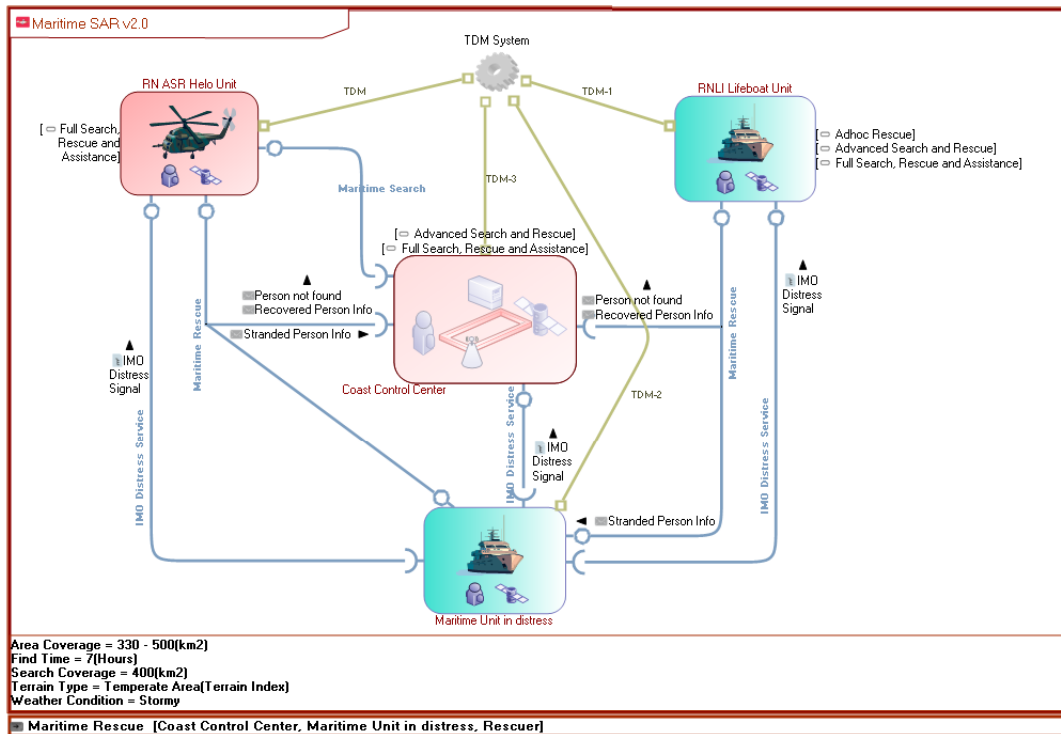 Maritime SAR v2.0
TDM System
RN ASR Helo Unit
TDM
TDM-1
RNLI Lifeboat Unit
[ Full Search,
Rescue and
Assistance]
[ Adhoc Rescue]
[ Advanced Search and Rescue]
[ Full Search, Rescue and Assistance]
Maritime Search
TDM-3
[ Advanced Search and Rescue]
[ Full Search, Rescue and Assistance]
Person not found
Recovered Person Info
Stranded Person Info
Person not found
Recovered Person Info
IMO
Distress
Signal
Maritime Rescue
Maritime Rescue
IMO
Distress
Signal
Coast Control Center
TDM-2
IMO Distress Service
IMO Distress Service
IMO
Distress
Signal
IMO Distress Service
Stranded Person Info
Maritime Unit in distress
Area Coverage = 330 - 500(km2)
Find Time = 7(Hours)
Search Coverage = 400(km2)
Terrain Type = Temperate Area(Terrain Index)
Weather Condition = Stormy
Maritime Rescue [Coast Control Center, Maritime Unit in distress, Rescuer]